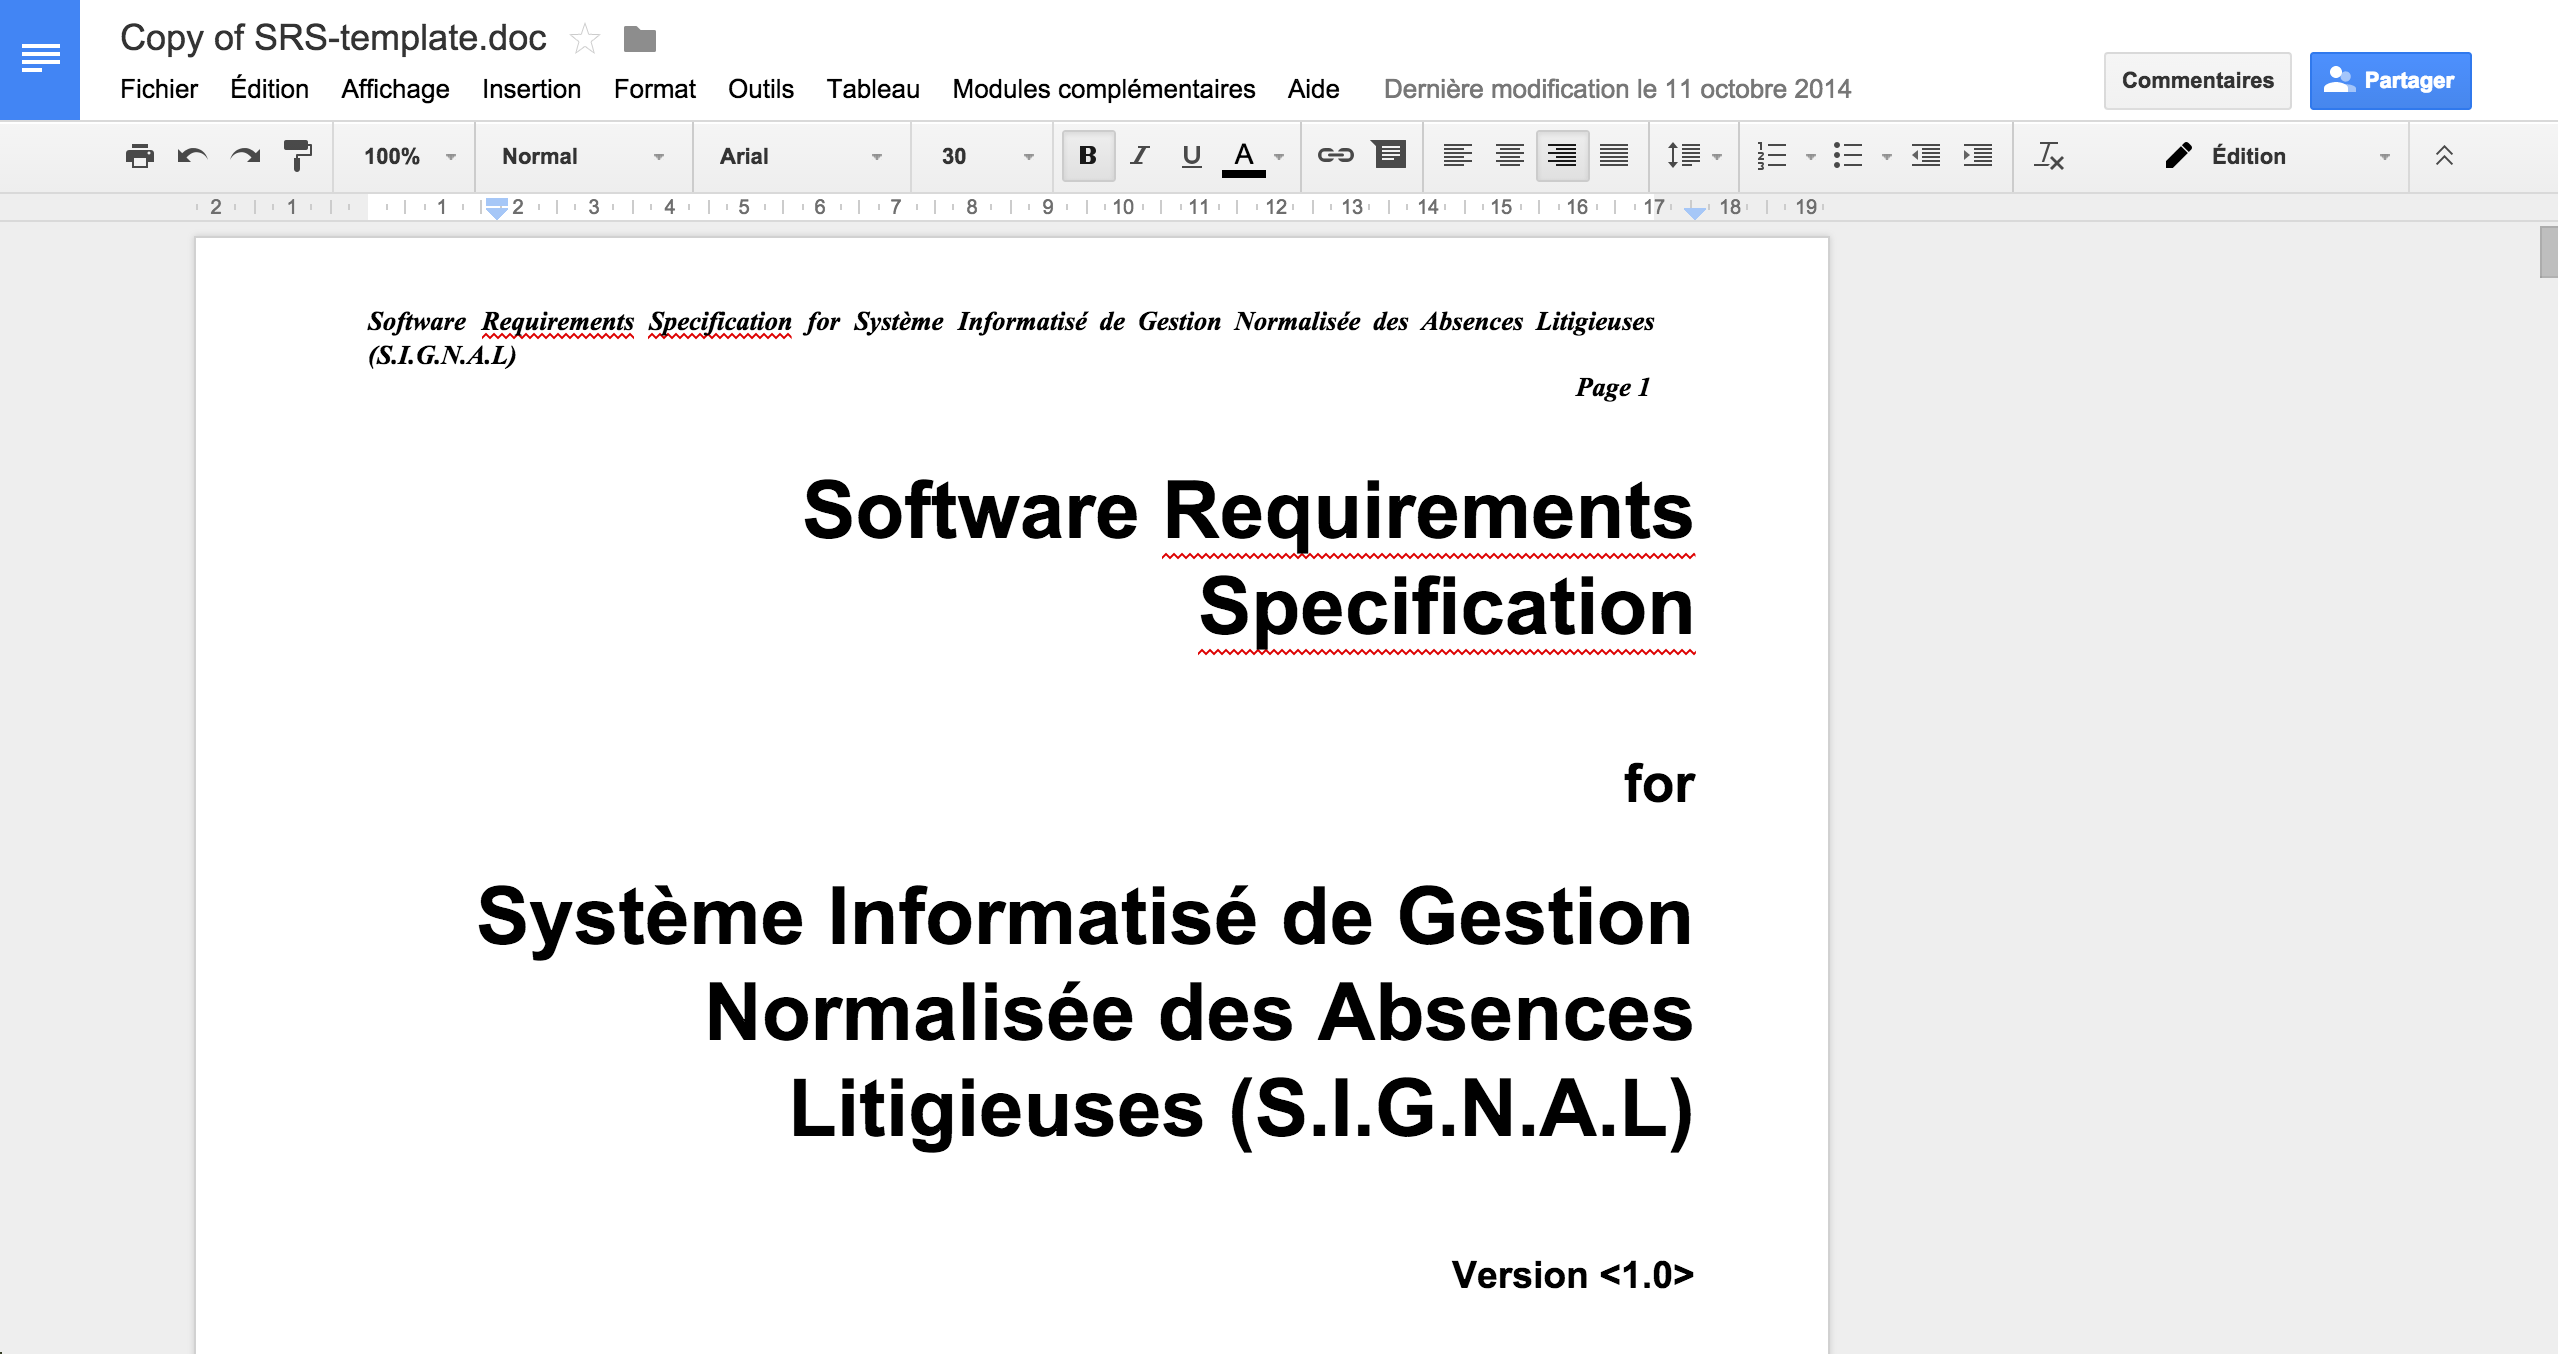 Copy of SRS-template.doc
Fichier Édition Affichage Insertion Format Outils Tableau Modules complémentaires Aide Dernière modification le 11 octobre 2014
Commentaires Partager
100% Normal Arial 30 B I U A Édition
2 1 1 2 3 4 5 6 7 8 9 10 11 12 13 14 15 16 17 18 19
Software Requirements Specification for Système Informatisé de Gestion Normalisée des Absences Litigieuses
(S.I.G.N.A.L)
Page 1
Software Requirements
Specification
for
Système Informatisé de Gestion
Normalisée des Absences
Litigieuses (S.I.G.N.A.L)
Version <1.0>